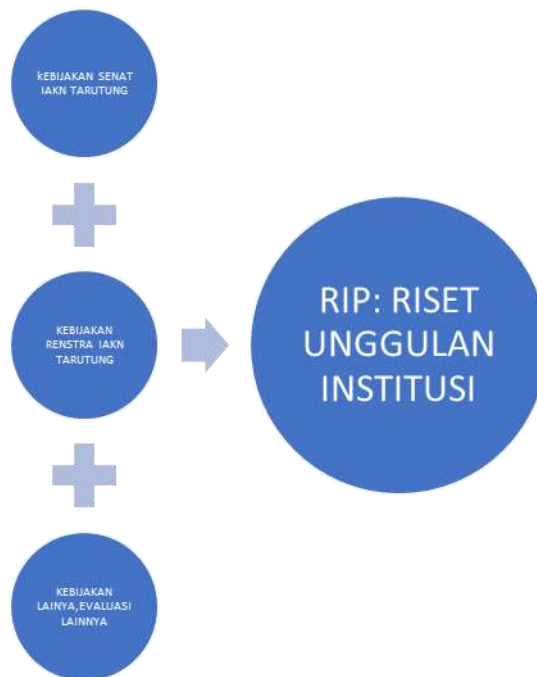 kEBIJAKAN SENAT
IAKN TARUTUNG
KEBIJAKAN
RENSTRA IAKN
TARUTUNG
KEBIJAKAN
LAINYA,EVALUASI
LAINNYA
RIP: RISET
UNGGULAN
INSTITUSI